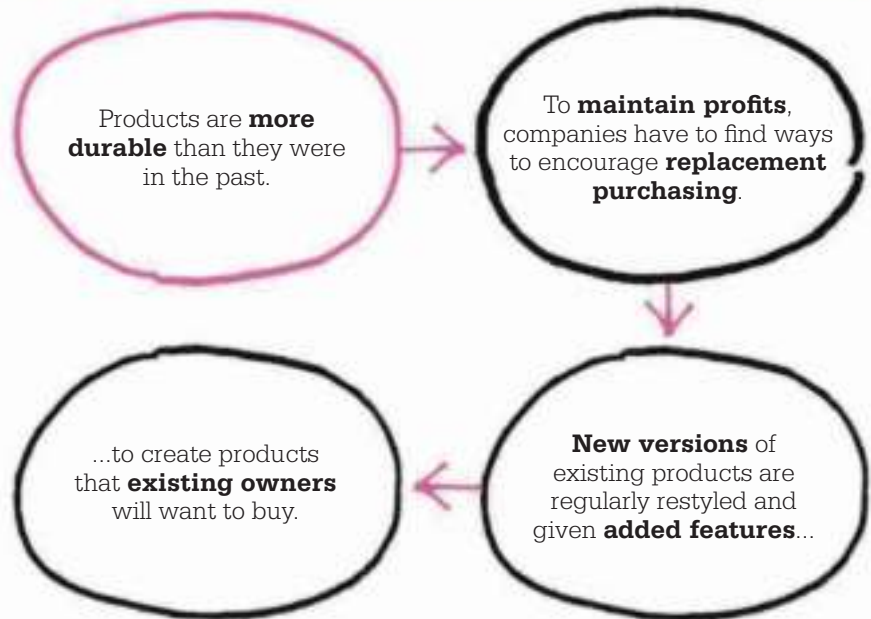 Products are more
durable than they were
in the past.
To maintain profits,
companies have to find ways
to encourage replacement
purchasing.
New versions of
existing products are
regularly restyled and
given added features...
...to create products
that existing owners
will want to buy.